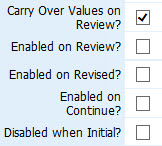 Carry Over Values on
Review?
Enabled on Review?
Enabled on Revised?
Enabled on
Continue?
Disabled when Initial?